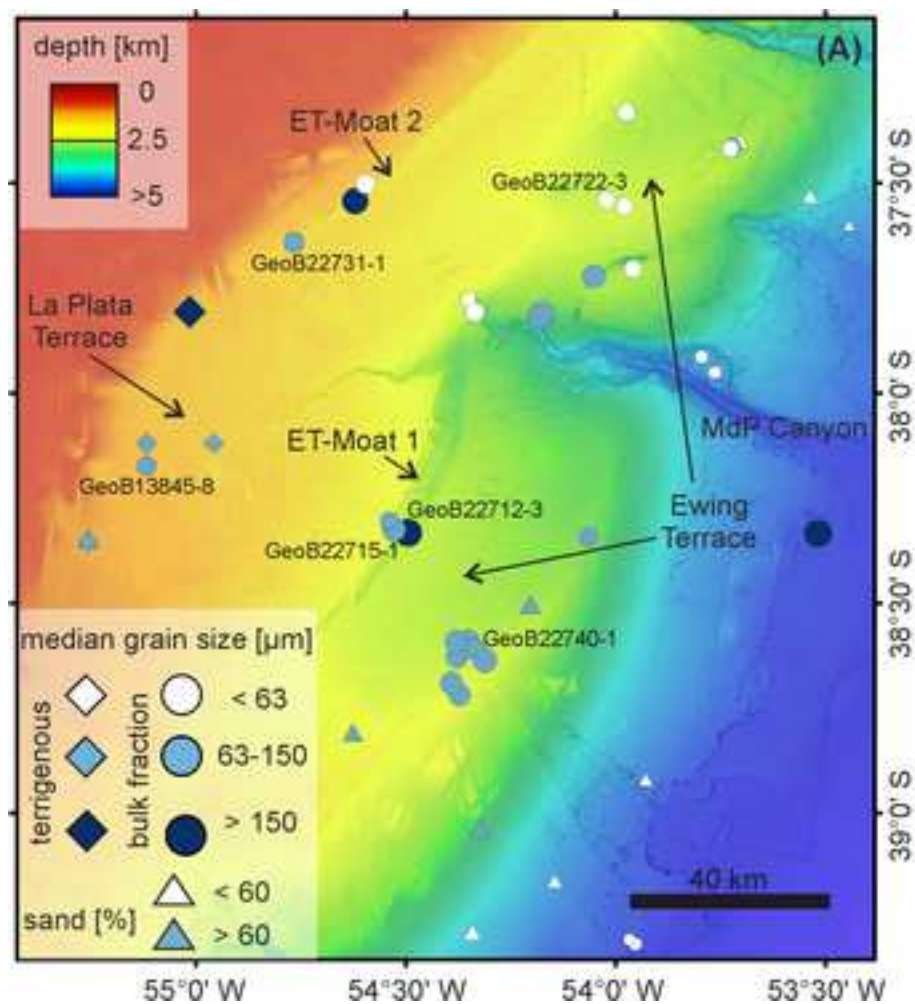 (A)
depth [km]
0
2.5
>5
ET-Moat 2
GeoB22722-3
GeoB22731-1
La Plata
Terrace
ET-Moat 1
MdP Canyon
GeoB13845-8
GeoB22712-3
GeoB22715-1
Ewing
Terrace
GeoB22740-1
median grain size [µm]
terrigenous
bulk fraction
< 63
63-150
> 150
sand [%]
< 60
> 60
40 km
37°30' S
38°0' S
38°30' S
39°0' S
55°0' W
54°30' W
54°0' W
53°30' W